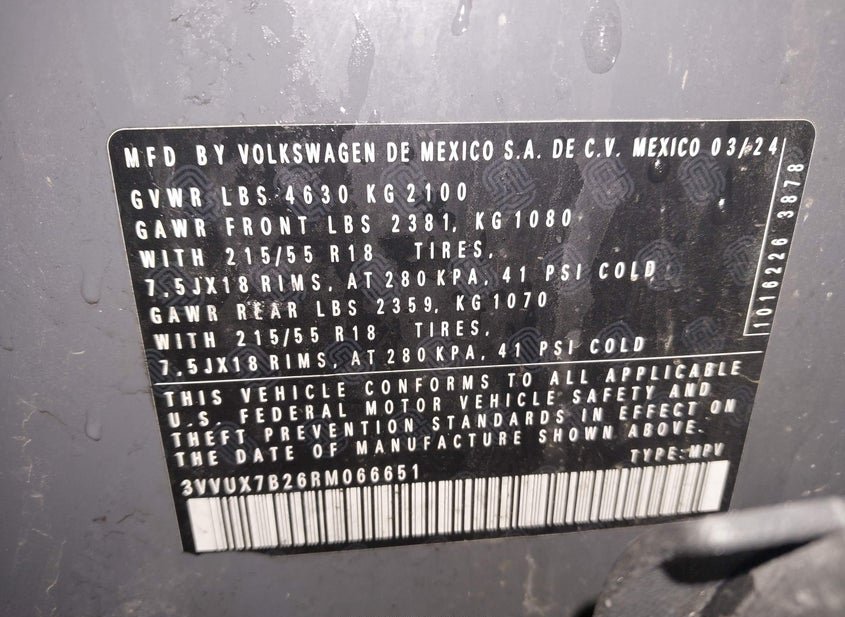 MFD BY VOLKSWAGEN DE MEXICO S.A. DE C.V. MEXICO 03/24
GVWR LBS 4630 KG 2100
GAWR FRONT LBS 2381, KG 1080
WITH 215/55 R18 TIRES,
7.5JX18 RIMS, AT 280 KPA, 41 PSI COLD
GAWR REAR LBS 2359, KG 1070
WITH 215/55 R18 TIRES,
7.5JX18 RIMS, AT 280 KPA, 41 PSI COLD
1016226 3878
THIS VEHICLE CONFORMS TO ALL APPLICABLE
U.S. FEDERAL MOTOR VEHICLE SAFETY AND
THEFT PREVENTION STANDARDS IN EFFECT ON
THE DATE OF MANUFACTURE SHOWN ABOVE.
TYPE:MPV
3VVUX7B26RM066651